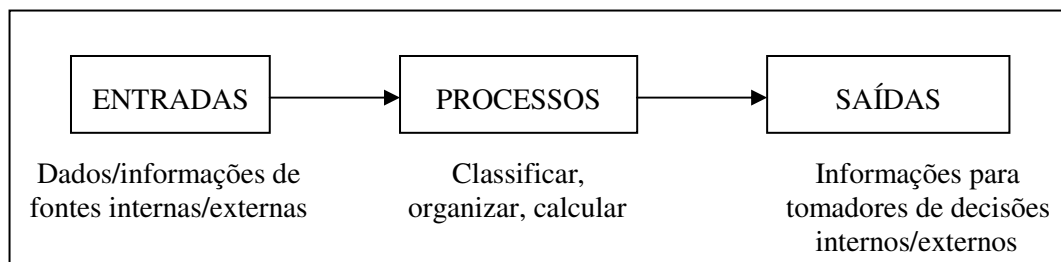 ENTRADAS
PROCESSOS
SAÍDAS
Dados/informações de
fontes internas/externas
Classificar,
organizar, calcular
Informações para
tomadores de decisões
internos/externos